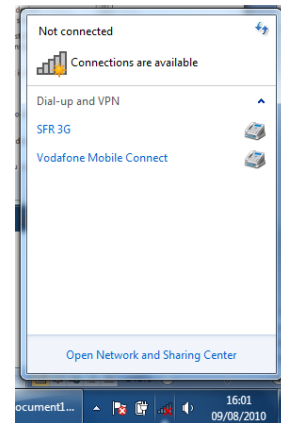 Not connected
Connections are available
Dial-up and VPN
SFR 3G
Vodafone Mobile Connect
Open Network and Sharing Center
ocument1...
16:01
09/08/2010